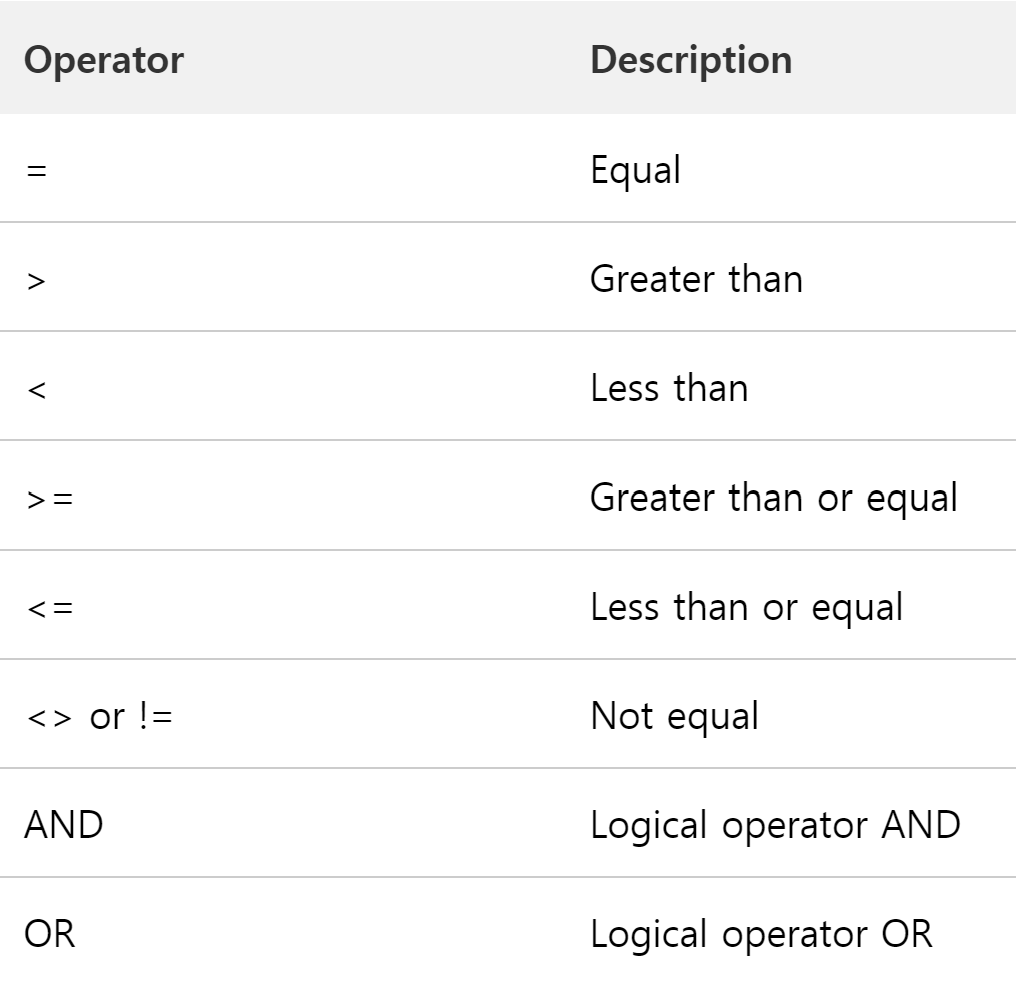 Operator Description
= Equal
> Greater than
< Less than
>= Greater than or equal
<= Less than or equal
<> or != Not equal
AND Logical operator AND
OR Logical operator OR